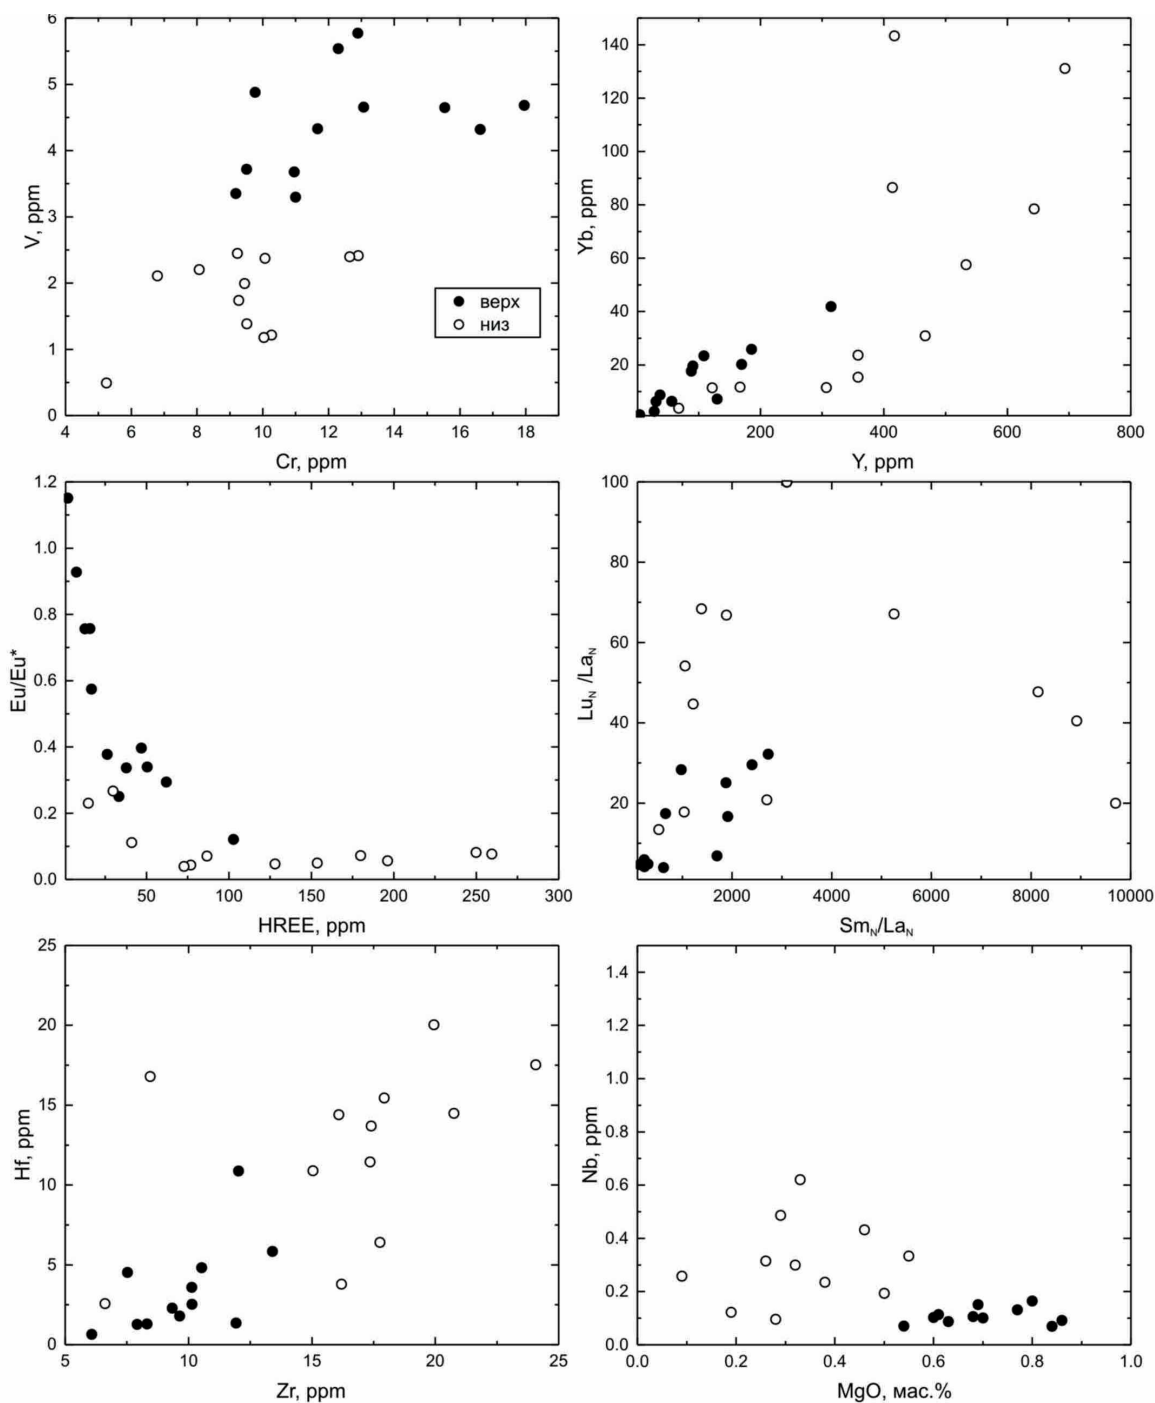 6
5
4
3
2
1
0
V, ppm
4 6 8 10 12 14 16 18
Cr, ppm
верх
низ
140
120
100
80
60
40
20
Yb, ppm
200 400 600 800
Y, ppm
1.2
1.0
0.8
0.6
0.4
0.2
0.0
Eu/Eu*
50 100 150 200 250 300
HREE, ppm
100
80
60
40
20
Lu_N /La_N
2000 4000 6000 8000 10000
Sm_N/La_N
25
20
15
10
5
0
Hf, ppm
5 10 15 20 25
Zr, ppm
1.4
1.2
1.0
0.8
0.6
0.4
0.2
0.0
Nb, ppm
0.0 0.2 0.4 0.6 0.8 1.0
MgO, мас.%